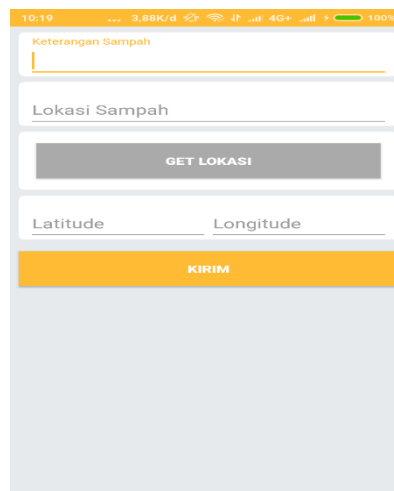 10:19 ... 3,88K/d 4G+ 100%
Keterangan Sampah
Lokasi Sampah
GET LOKASI
Latitude Longitude
KIRIM